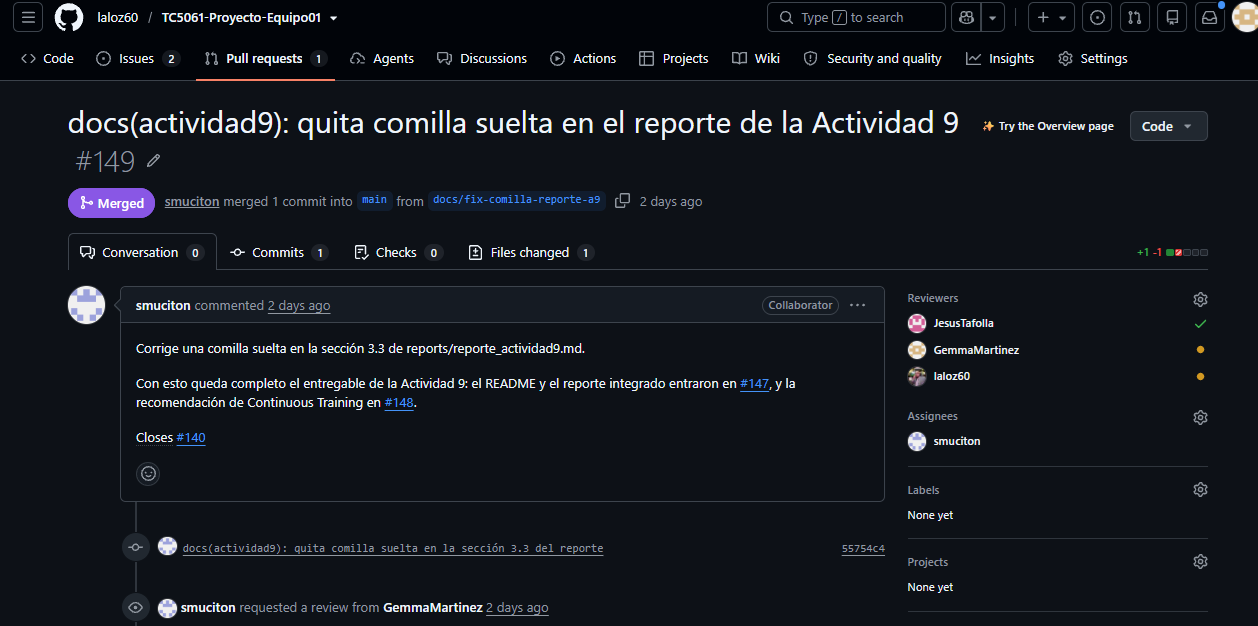 laloz60 / TC5061-Proyecto-Equipo01
Type / to search
Code
Issues 2
Pull requests 1
Agents
Discussions
Actions
Projects
Wiki
Security and quality
Insights
Settings
docs(actividad9): quita comilla suelta en el reporte de la Actividad 9
#149
Try the Overview page
Code
Merged
smuciton merged 1 commit into main from docs/fix-comilla-reporte-a9 2 days ago
Conversation 0
Commits 1
Checks 0
Files changed 1
+1 -1
smuciton commented 2 days ago
Collaborator
Corrige una comilla suelta en la sección 3.3 de reports/reporte_actividad9.md.
Con esto queda completo el entregable de la Actividad 9: el README y el reporte integrado entraron en #147, y la
recomendación de Continuous Training en #148.
Closes #140
docs(actividad9): quita comilla suelta en la sección 3.3 del reporte
55754c4
smuciton requested a review from GemmaMartinez 2 days ago
Reviewers
JesusTafolla
GemmaMartinez
laloz60
Assignees
smuciton
Labels
None yet
Projects
None yet